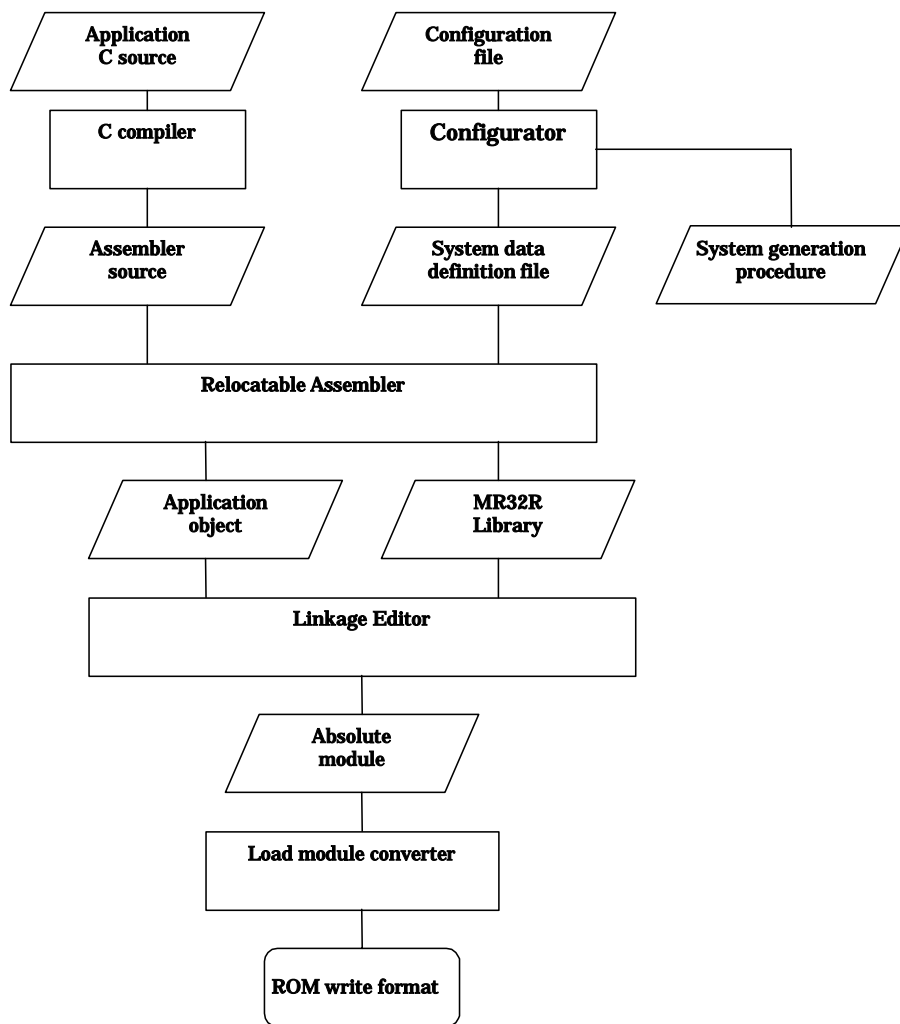 Application
C source
Configuration
file
C compiler
Configurator
Assembler
source
System data
definition file
System generation
procedure
Relocatable Assembler
Application
object
MR32R
Library
Linkage Editor
Absolute
module
Load module converter
ROM write format